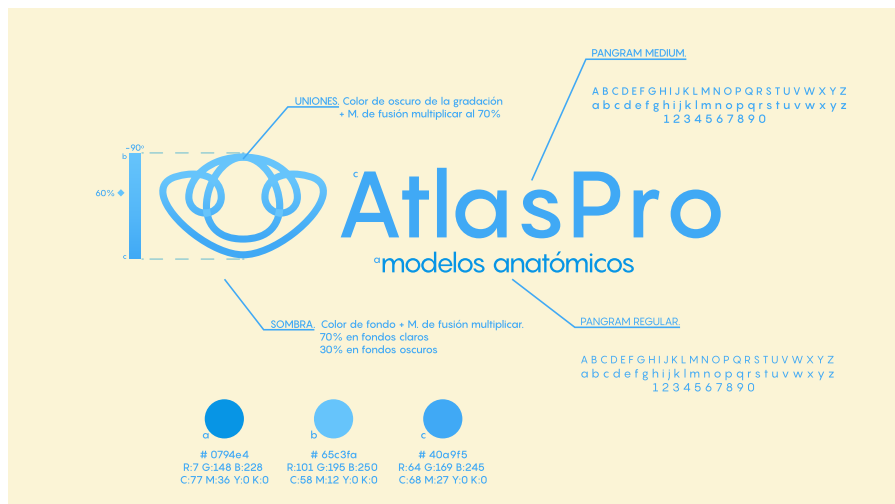 PANGRAM MEDIUM.
A B C D E F G H I J K L M N O P Q R S T U V W X Y Z
a b c d e f g h i j k l m n o p q r s t u v w x y z
1 2 3 4 5 6 7 8 9 0
UNIONES. Color de oscuro de la gradación
+ M. de fusión multiplicar al 70%
-90º
b
60%
c
c
AtlasPro
a
modelos anatómicos
SOMBRA. Color de fondo + M. de fusión multiplicar.
70% en fondos claros
30% en fondos oscuros
PANGRAM REGULAR.
A B C D E F G H I J K L M N O P Q R S T U V W X Y Z
a b c d e f g h i j k l m n o p q r s t u v w x y z
1 2 3 4 5 6 7 8 9 0
a b c
# 0794e4 # 65c3fa # 40a9f5
R:7 G:148 B:228 R:101 G:195 B:250 R:64 G:169 B:245
C:77 M:36 Y:0 K:0 C:58 M:12 Y:0 K:0 C:68 M:27 Y:0 K:0